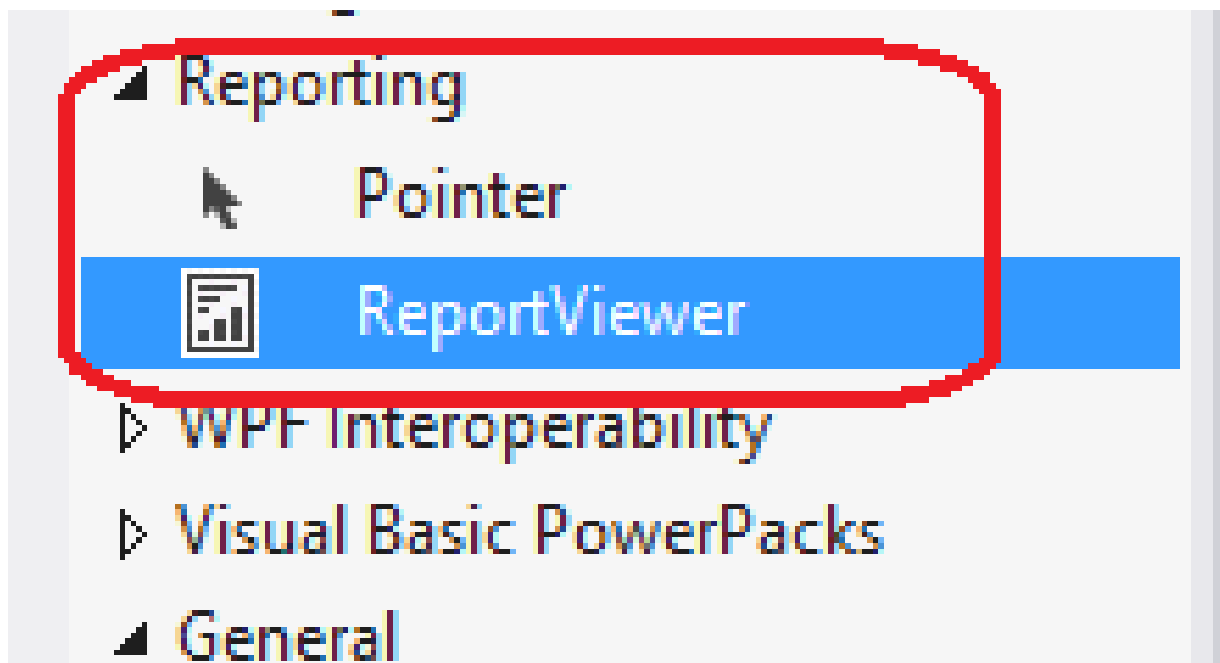 Reporting
Pointer
ReportViewer
WPF Interoperability
Visual Basic PowerPacks
General